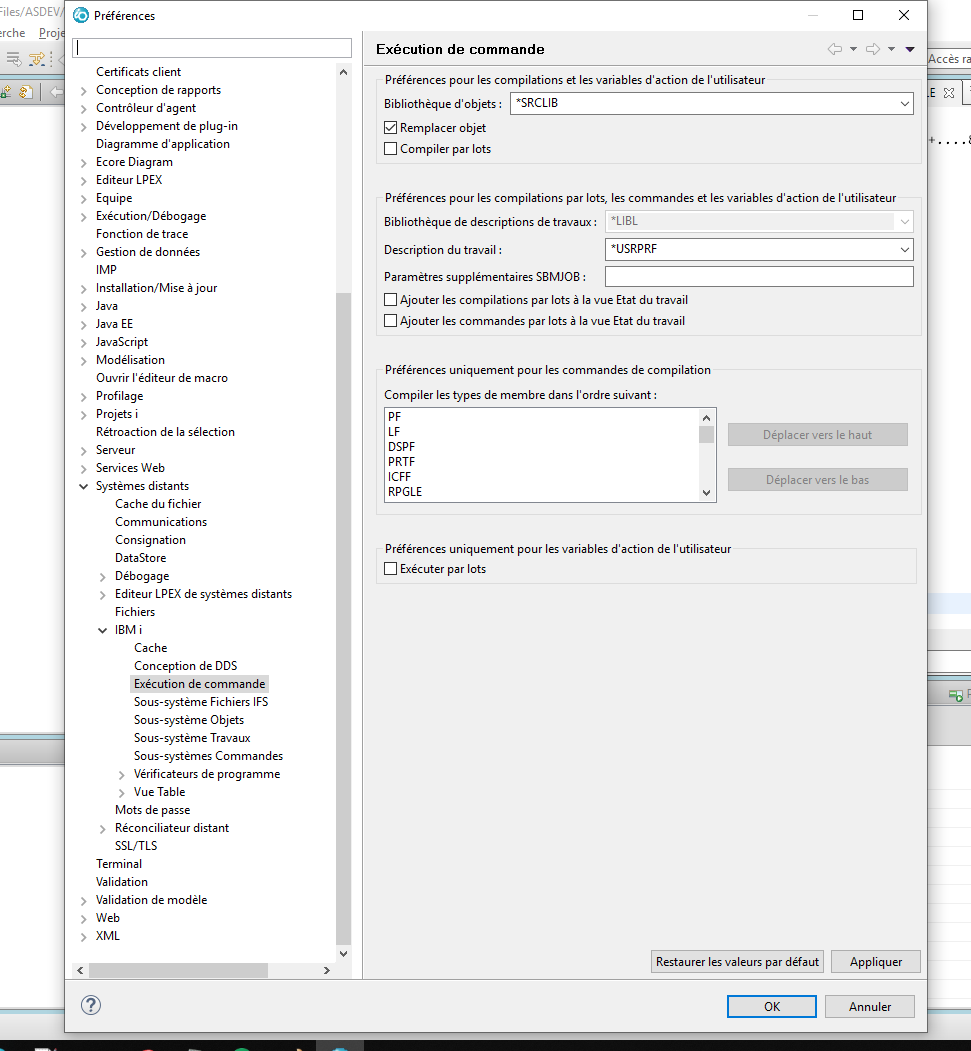 Files/ASDEV/
erche Proje
Préférences
Certificats client
Conception de rapports
Contrôleur d'agent
Développement de plug-in
Diagramme d'application
Ecore Diagram
Editeur LPEX
Equipe
Exécution/Débogage
Fonction de trace
Gestion de données
IMP
Installation/Mise à jour
Java
Java EE
JavaScript
Modélisation
Ouvrir l'éditeur de macro
Profilage
Projets i
Rétroaction de la sélection
Serveur
Services Web
Systèmes distants
Cache du fichier
Communications
Consignation
DataStore
Débogage
Editeur LPEX de systèmes distants
Fichiers
IBM i
Cache
Conception de DDS
Exécution de commande
Sous-système Fichiers IFS
Sous-système Objets
Sous-système Travaux
Sous-systèmes Commandes
Vérificateurs de programme
Vue Table
Mots de passe
Réconciliateur distant
SSL/TLS
Terminal
Validation
Validation de modèle
Web
XML
Exécution de commande
Préférences pour les compilations et les variables d'action de l'utilisateur
Bibliothèque d'objets : *SRCLIB
Remplacer objet
Compiler par lots
Préférences pour les compilations par lots, les commandes et les variables d'action de l'utilisateur
Bibliothèque de descriptions de travaux : *LIBL
Description du travail : *USRPRF
Paramètres supplémentaires SBMJOB :
Ajouter les compilations par lots à la vue Etat du travail
Ajouter les commandes par lots à la vue Etat du travail
Préférences uniquement pour les commandes de compilation
Compiler les types de membre dans l'ordre suivant :
PF
LF
DSPF
PRTF
ICFF
RPGLE
Déplacer vers le haut
Déplacer vers le bas
Préférences uniquement pour les variables d'action de l'utilisateur
Exécuter par lots
Restaurer les valeurs par défaut Appliquer
OK Annuler
Accès ra
LE
+....8